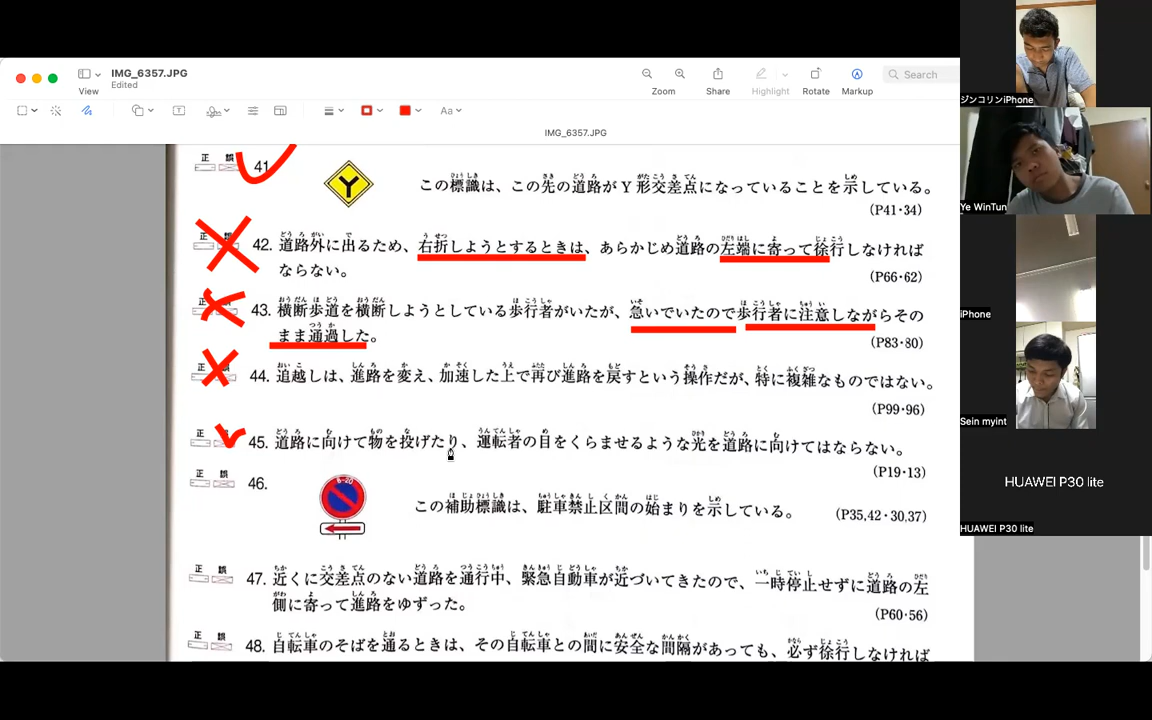 IMG_6357.JPG
Edited
View
Zoom
Share
Highlight
Rotate
Markup
Search
Aa
IMG_6357.JPG
正 誤 41
Y
この標識は、この先の道路がY形交差点になっていることを示している。
(P41・34)
正 誤 42. 道路外に出るため、右折しようとするときは、あらかじめ道路の左端に寄って徐行しなければ
ならない。
(P66・62)
正 誤 43. 横断歩道を横断しようとしている歩行者がいたが、急いでいたので歩行者に注意しながらその
まま通過した。
(P83・80)
正 誤 44. 追越しは、進路を変え、加速した上で再び進路を戻すという操作だが、特に複雑なものではない。
(P99・96)
正 誤 45. 道路に向けて物を投げたり、運転者の目をくらませるような光を道路に向けてはならない。
(P19・13)
正 誤 46.
8-20
この補助標識は、駐車禁止区間の始まりを示している。
(P35,42・30,37)
正 誤 47. 近くに交差点のない道路を通行中、緊急自動車が近づいてきたので、一時停止せずに道路の左
側に寄って進路をゆずった。
(P60・56)
正 誤 48. 自転車のそばを通るときは、その自転車との間に安全な間隔があっても、必ず徐行しなければ
ジンコリンiPhone
Ye WinTun
iPhone
Sein myint
HUAWEI P30 lite
HUAWEI P30 lite